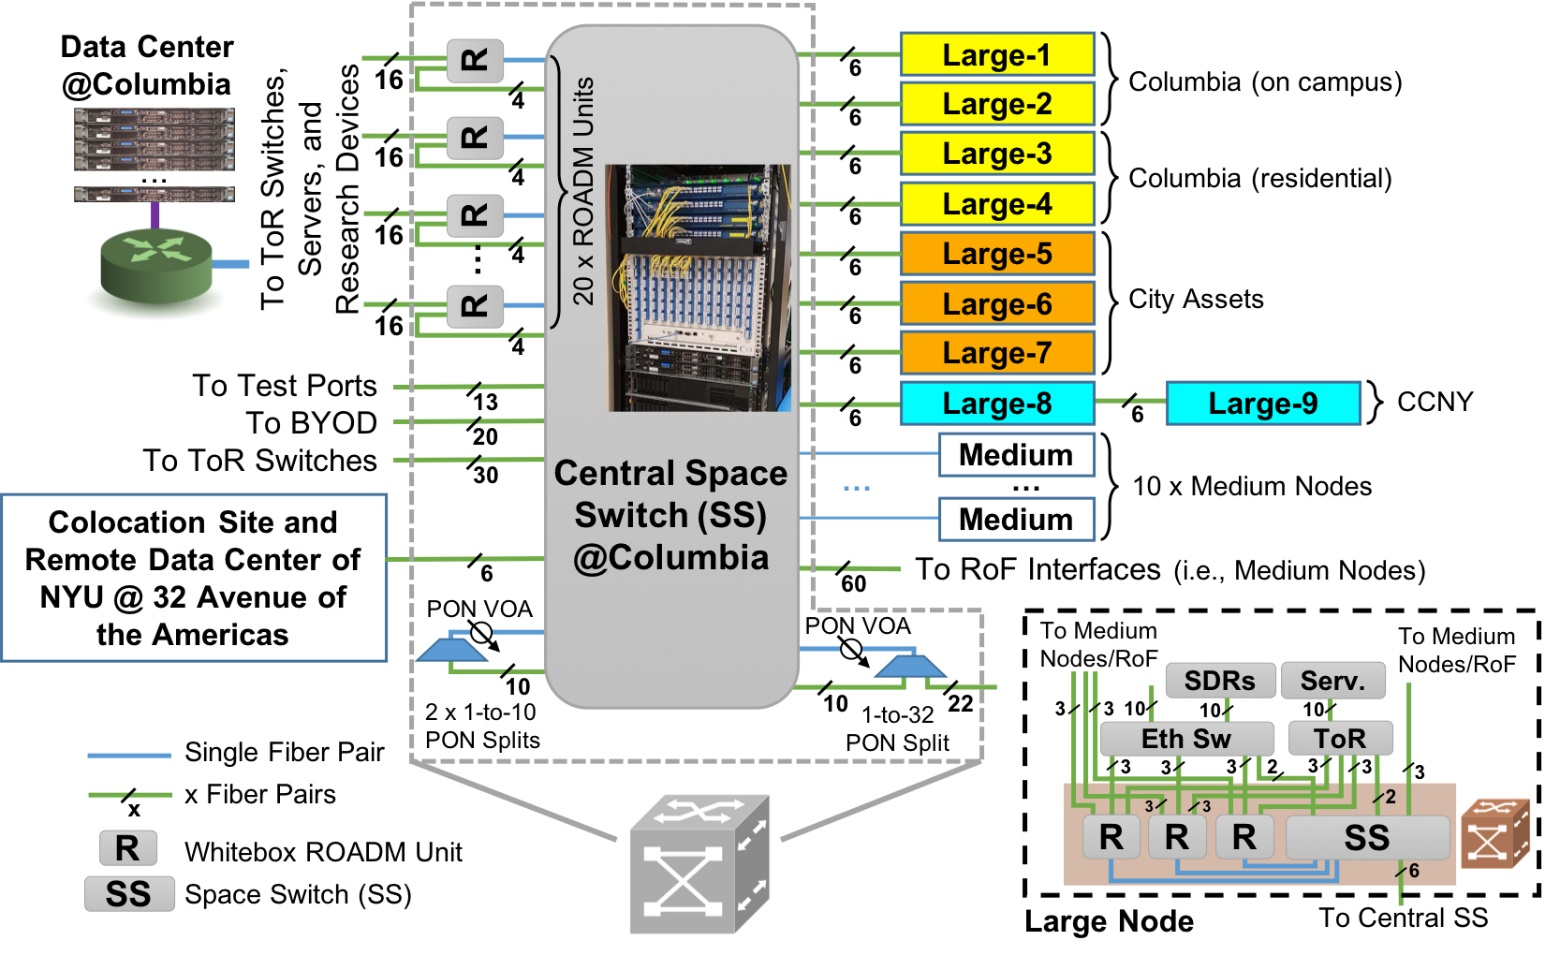 Data Center
@Columbia
...
To ToR Switches,
Servers, and
Research Devices
16
R
4
16
R
4
16
R
4
...
16
R
4
20 x ROADM Units
To Test Ports
13
To BYOD
20
To ToR Switches
30
Colocation Site and
Remote Data Center of
NYU @ 32 Avenue of
the Americas
6
PON VOA
10
2 x 1-to-10
PON Splits
Central Space
Switch (SS)
@Columbia
6
Large-1
6
Large-2
Columbia (on campus)
6
Large-3
6
Large-4
Columbia (residential)
6
Large-5
6
Large-6
6
Large-7
City Assets
6
Large-8
6
Large-9
CCNY
Medium
... ...
Medium
10 x Medium Nodes
60
To RoF Interfaces (i.e., Medium Nodes)
PON VOA
10
22
1-to-32
PON Split
Single Fiber Pair
x
x Fiber Pairs
R
Whitebox ROADM Unit
SS
Space Switch (SS)
To Medium
Nodes/RoF
To Medium
Nodes/RoF
SDRs
Serv.
3
3
10
10
10
Eth Sw
ToR
3
3
3
2
3
3
3
3
3
2
R
R
R
SS
6
Large Node
To Central SS